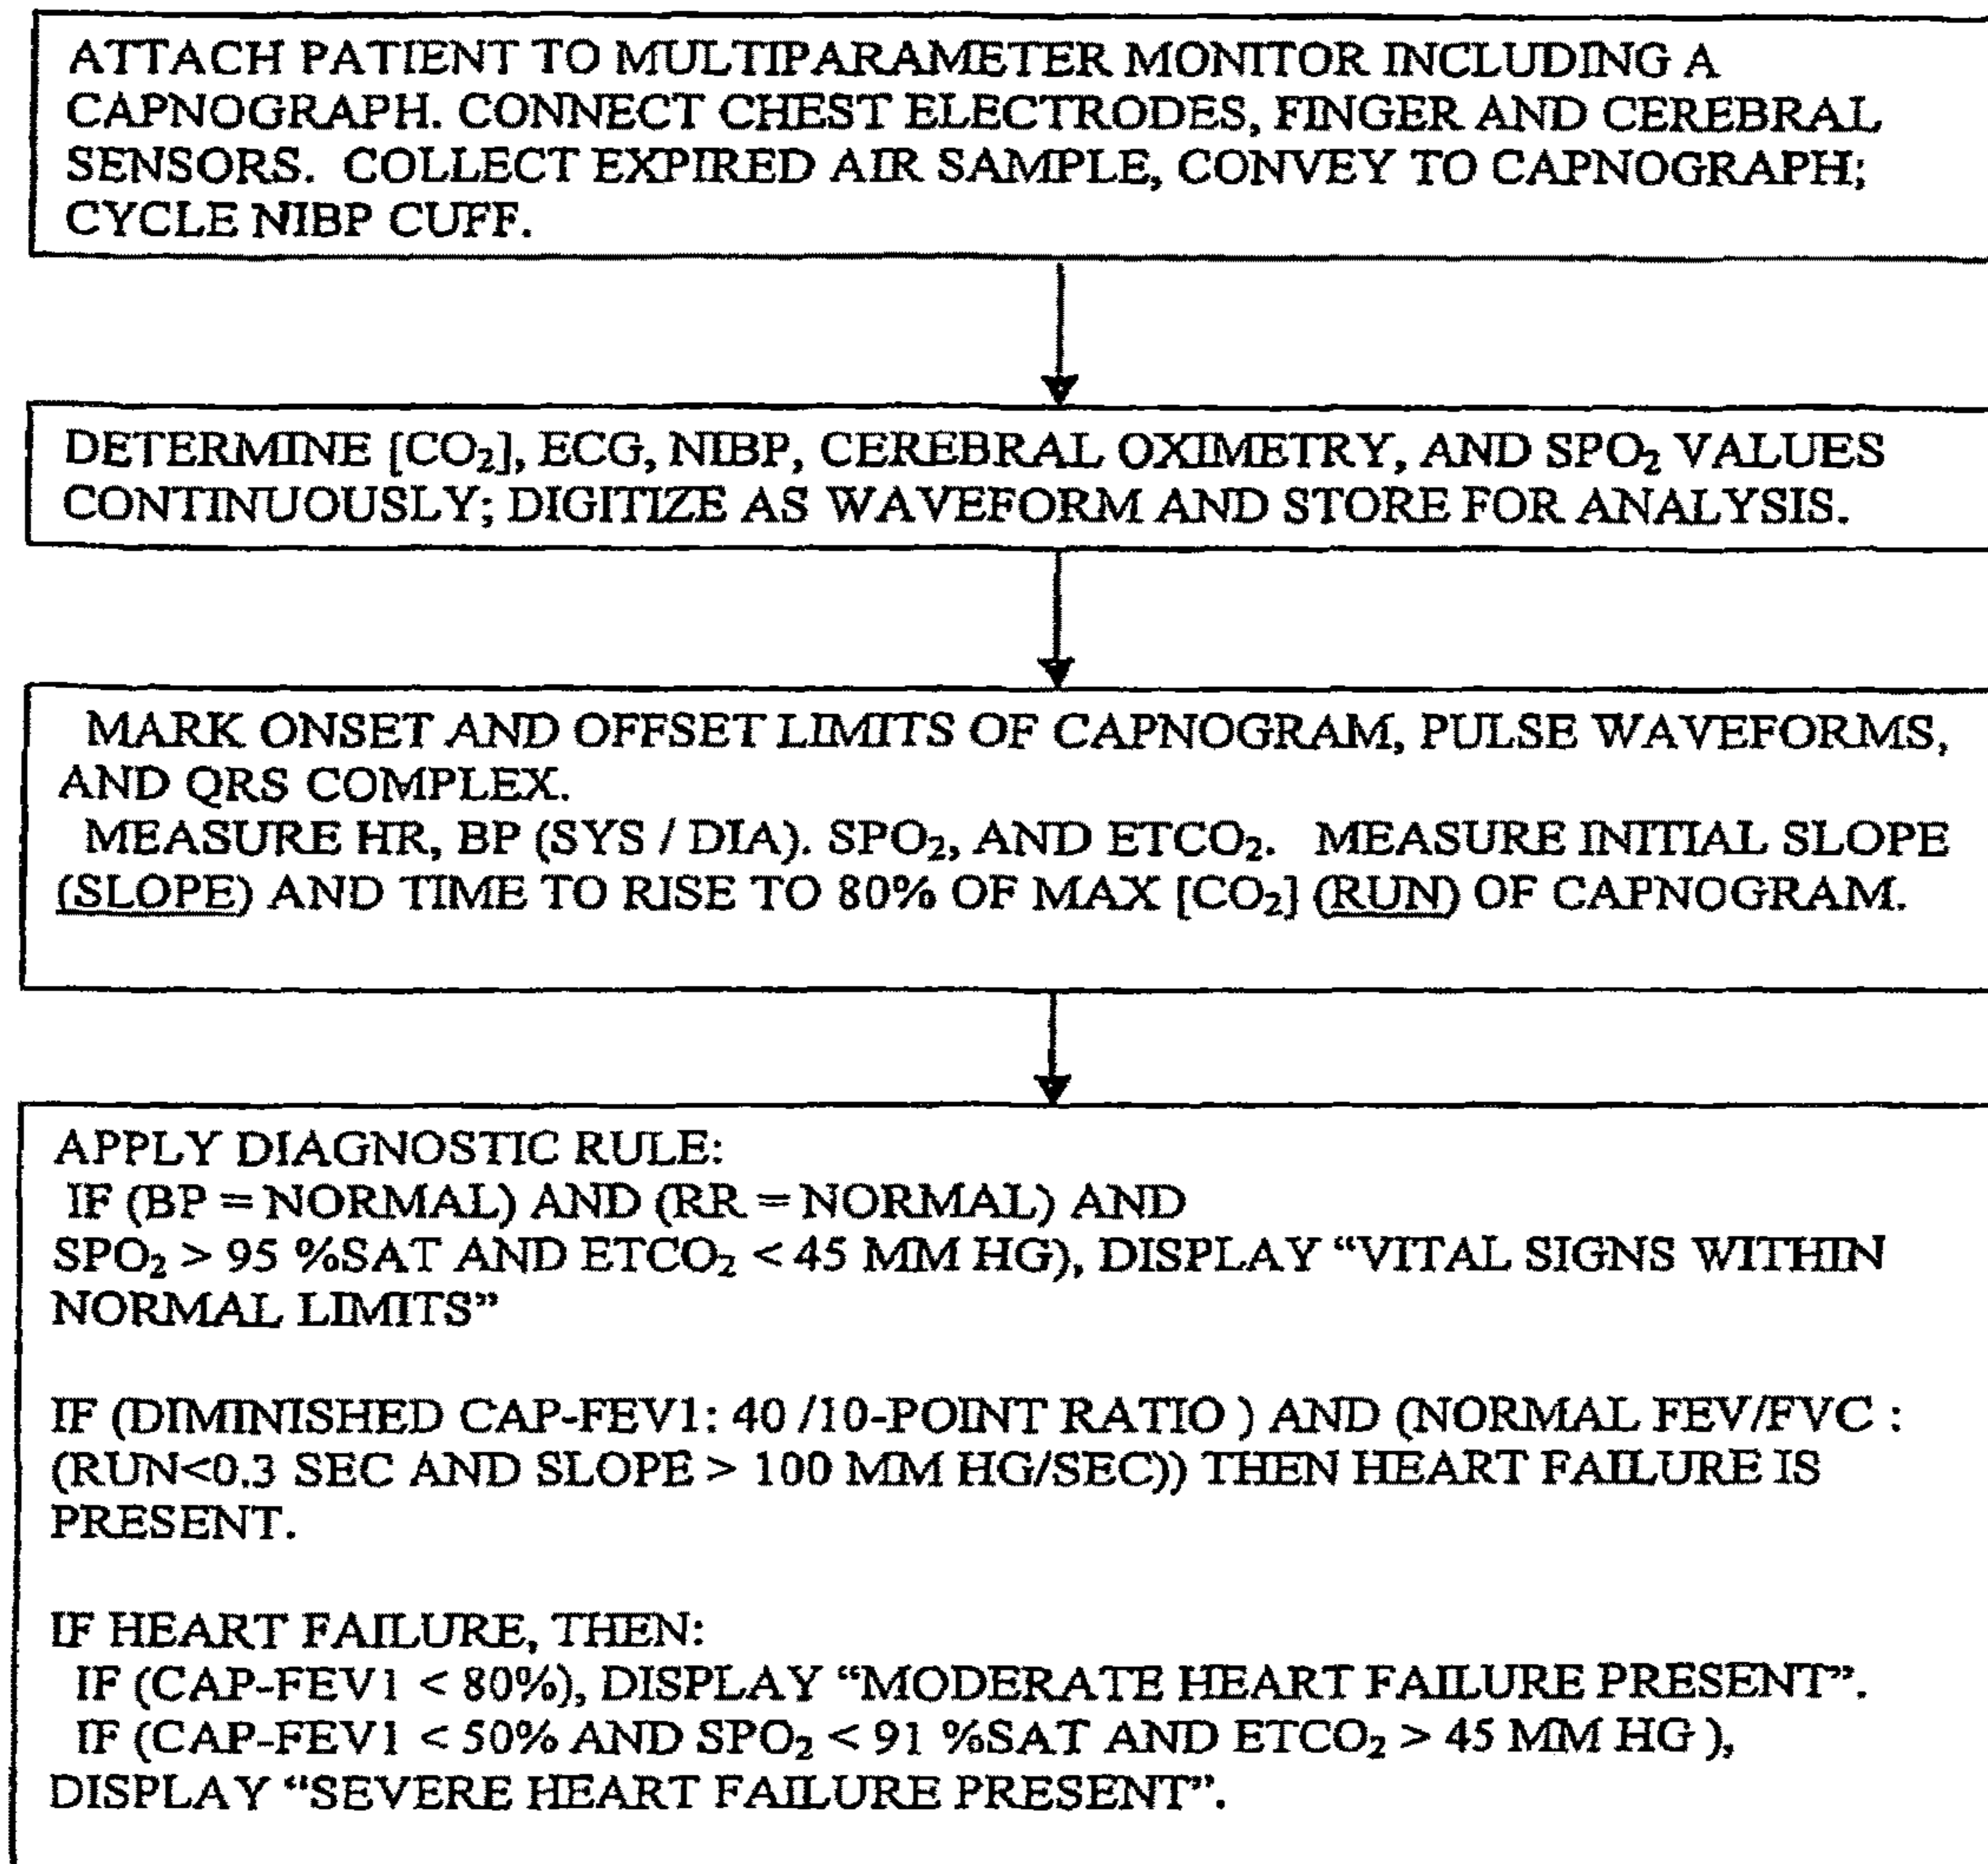 ATTACH PATIENT TO MULTIPARAMETER MONITOR INCLUDING A
CAPNOGRAPH. CONNECT CHEST ELECTRODES, FINGER AND CEREBRAL
SENSORS. COLLECT EXPIRED AIR SAMPLE, CONVEY TO CAPNOGRAPH;
CYCLE NIBP CUFF.
DETERMINE [CO₂], ECG, NIBP, CEREBRAL OXIMETRY, AND SPO₂ VALUES
CONTINUOUSLY; DIGITIZE AS WAVEFORM AND STORE FOR ANALYSIS.
MARK ONSET AND OFFSET LIMITS OF CAPNOGRAM, PULSE WAVEFORMS,
AND QRS COMPLEX.
MEASURE HR, BP (SYS / DIA). SPO₂, AND ETCO₂. MEASURE INITIAL SLOPE
(SLOPE) AND TIME TO RISE TO 80% OF MAX [CO₂] (RUN) OF CAPNOGRAM.
APPLY DIAGNOSTIC RULE:
IF (BP = NORMAL) AND (RR = NORMAL) AND
SPO₂ > 95 %SAT AND ETCO₂ < 45 MM HG), DISPLAY “VITAL SIGNS WITHIN
NORMAL LIMITS”
IF (DIMINISHED CAP-FEV1: 40 /10-POINT RATIO ) AND (NORMAL FEV/FVC :
(RUN<0.3 SEC AND SLOPE > 100 MM HG/SEC)) THEN HEART FAILURE IS
PRESENT.
IF HEART FAILURE, THEN:
IF (CAP-FEV1 < 80%), DISPLAY “MODERATE HEART FAILURE PRESENT”.
IF (CAP-FEV1 < 50% AND SPO₂ < 91 %SAT AND ETCO₂ > 45 MM HG ),
DISPLAY “SEVERE HEART FAILURE PRESENT”.